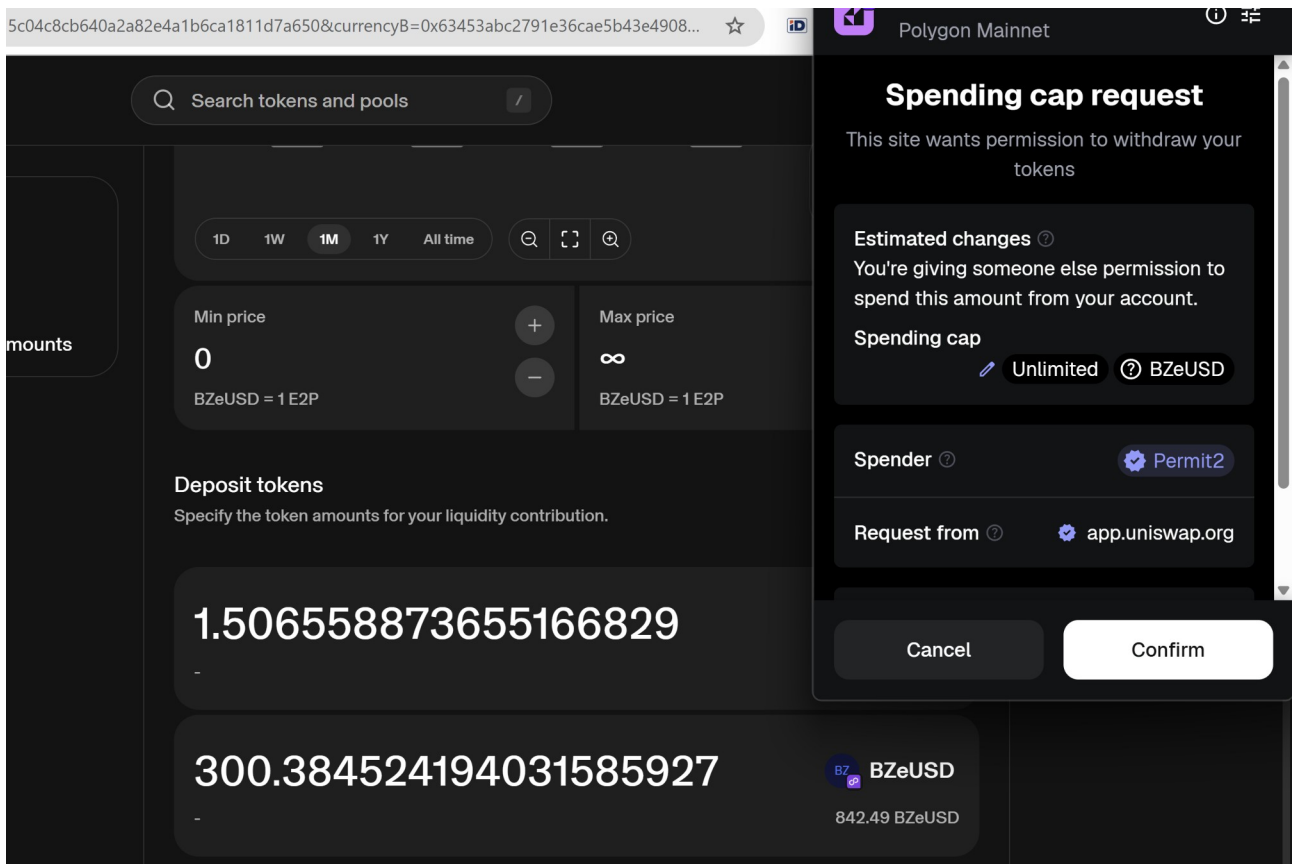 5c04c8cb640a2a82e4a1b6ca1811d7a650&currencyB=0x63453abc2791e36cae5b43e4908...
iD
Search tokens and pools
/
mounts
1D 1W 1M 1Y All time
Min price
0
BZeUSD = 1 E2P
Max price
∞
BZeUSD = 1 E2P
Deposit tokens
Specify the token amounts for your liquidity contribution.
1.506558873655166829
-
300.384524194031585927
BZ BZeUSD
-
842.49 BZeUSD
Polygon Mainnet
Spending cap request
This site wants permission to withdraw your
tokens
Estimated changes
You're giving someone else permission to
spend this amount from your account.
Spending cap
Unlimited BZeUSD
Spender Permit2
Request from app.uniswap.org
Cancel Confirm